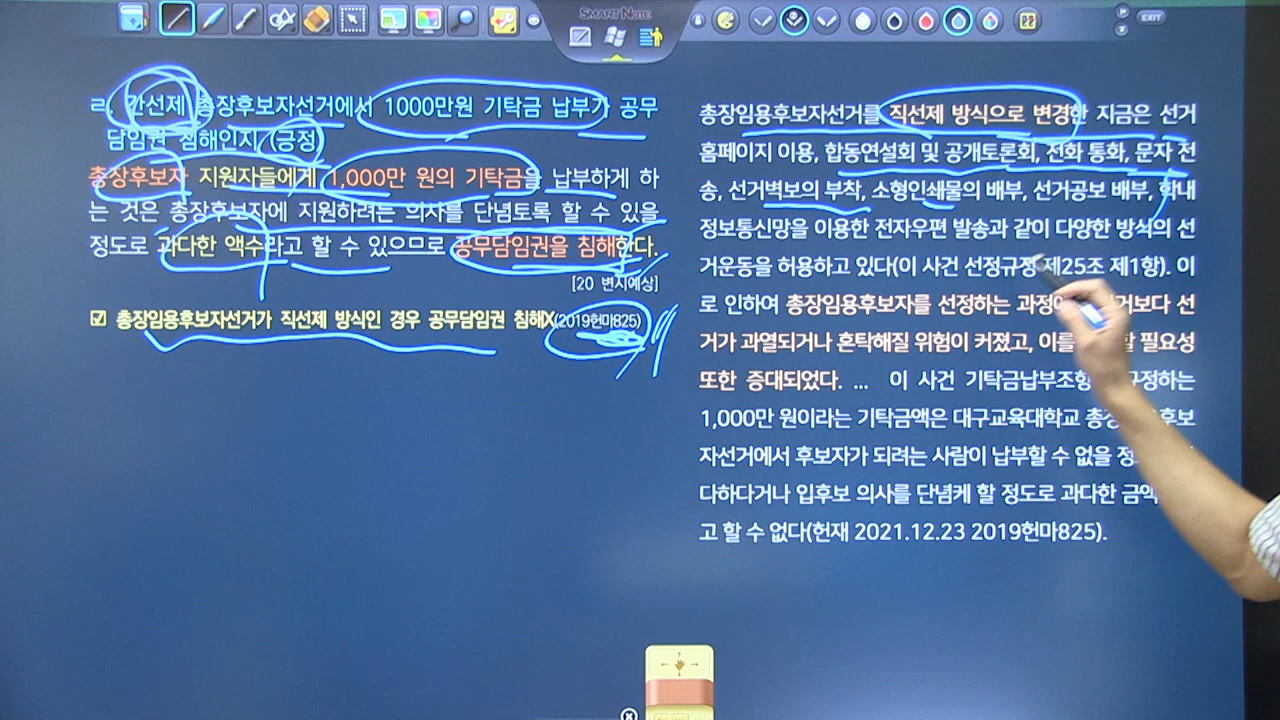 SMART NOTE
EXIT
ㄹ. 간선제 총장후보자선거에서 1000만원 기탁금 납부가 공무
담임권 침해인지 (긍정)
총장후보자 지원자들에게 1,000만 원의 기탁금을 납부하게 하
는 것은 총장후보자에 지원하려는 의사를 단념토록 할 수 있을
정도로 과다한 액수라고 할 수 있으므로 공무담임권을 침해한다.
[20 변시예상]
☑ 총장임용후보자선거가 직선제 방식인 경우 공무담임권 침해X(2019헌마825)
총장임용후보자선거를 직선제 방식으로 변경한 지금은 선거
홈페이지 이용, 합동연설회 및 공개토론회, 전화 통화, 문자 전
송, 선거벽보의 부착, 소형인쇄물의 배부, 선거공보 배부, 학내
정보통신망을 이용한 전자우편 발송과 같이 다양한 방식의 선
거운동을 허용하고 있다(이 사건 선정규정 제25조 제1항). 이
로 인하여 총장임용후보자를 선정하는 과정 거보다 선
거가 과열되거나 혼탁해질 위험이 커졌고, 이를 할 필요성
또한 증대되었다. ... 이 사건 기탁금납부조항 규정하는
1,000만 원이라는 기탁금액은 대구교육대학교 총장 후보
자선거에서 후보자가 되려는 사람이 납부할 수 없을
다하다거나 입후보 의사를 단념케 할 정도로 과다한 금액
고 할 수 없다(헌재 2021.12.23 2019헌마825).